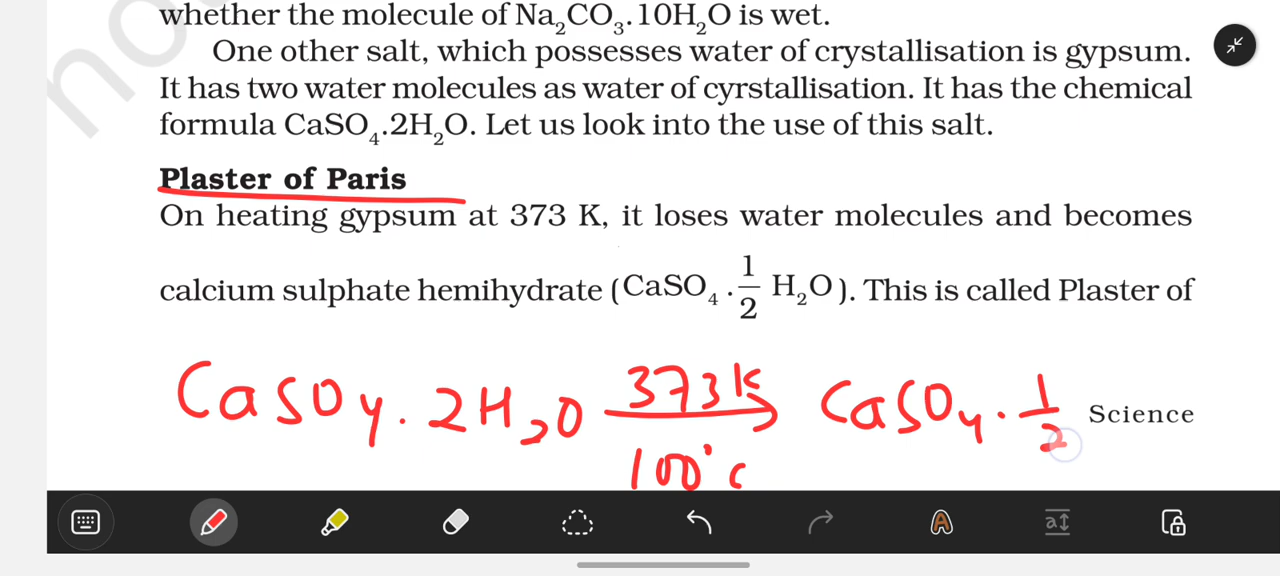 whether the molecule of Na₂CO₃.10H₂O is wet.
One other salt, which possesses water of crystallisation is gypsum.
It has two water molecules as water of cyrstallisation. It has the chemical
formula CaSO₄.2H₂O. Let us look into the use of this salt.
Plaster of Paris
On heating gypsum at 373 K, it loses water molecules and becomes
calcium sulphate hemihydrate (CaSO₄ . 1/2 H₂O). This is called Plaster of
373K
CaSO₄.2H₂O → CaSO₄.1/2
100°C
Science
A
a